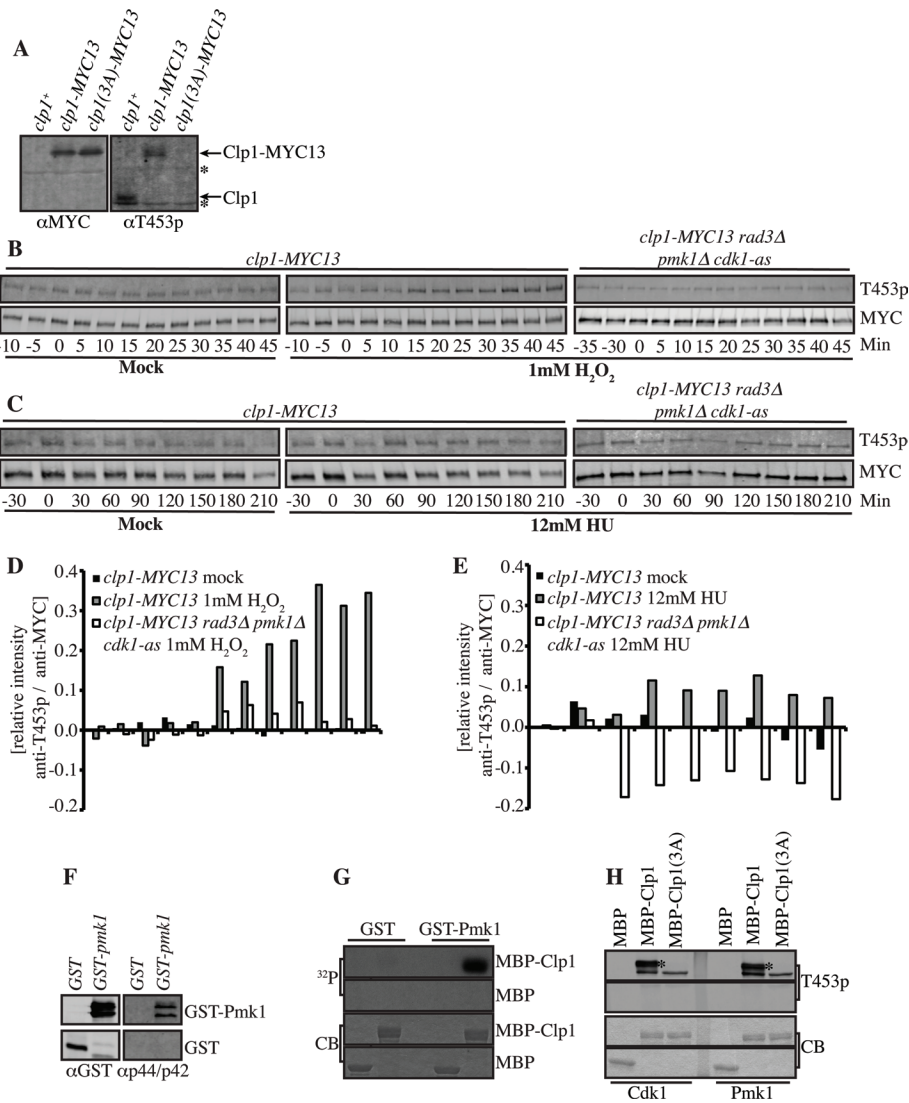 A
clp1+
clp1-MYC13
clp1(3A)-MYC13
clp1+
clp1-MYC13
clp1(3A)-MYC13
Clp1-MYC13
*
Clp1
*
αMYC αT453p
B
clp1-MYC13
clp1-MYC13 rad3Δ
pmk1Δ cdk1-as
T453p
MYC
-10 -5 0 5 10 15 20 25 30 35 40 45 -10 -5 0 5 10 15 20 25 30 35 40 45 -35 -30 0 5 10 15 20 25 30 35 40 45 Min
Mock 1mM H2O2
C
clp1-MYC13
clp1-MYC13 rad3Δ
pmk1Δ cdk1-as
T453p
MYC
-30 0 30 60 90 120 150 180 210 -30 0 30 60 90 120 150 180 210 -30 0 30 60 90 120 150 180 210 Min
Mock 12mM HU
D
[relative intensity
anti-T453p / anti-MYC]
0.4
0.3
0.2
0.1
0.0
-0.1
-0.2
clp1-MYC13 mock
clp1-MYC13 1mM H2O2
clp1-MYC13 rad3Δ pmk1Δ
cdk1-as 1mM H2O2
E
[relative intensity
anti-T453p / anti-MYC]
0.4
0.3
0.2
0.1
0.0
-0.1
-0.2
clp1-MYC13 mock
clp1-MYC13 12mM HU
clp1-MYC13 rad3Δ pmk1Δ
cdk1-as 12mM HU
F
GST
GST-pmk1
GST
GST-pmk1
GST-Pmk1
GST
αGST αp44/p42
G
GST GST-Pmk1
32P
MBP-Clp1
MBP
CB
MBP-Clp1
MBP
H
MBP
MBP-Clp1
MBP-Clp1(3A)
MBP
MBP-Clp1
MBP-Clp1(3A)
* *
T453p
CB
Cdk1 Pmk1